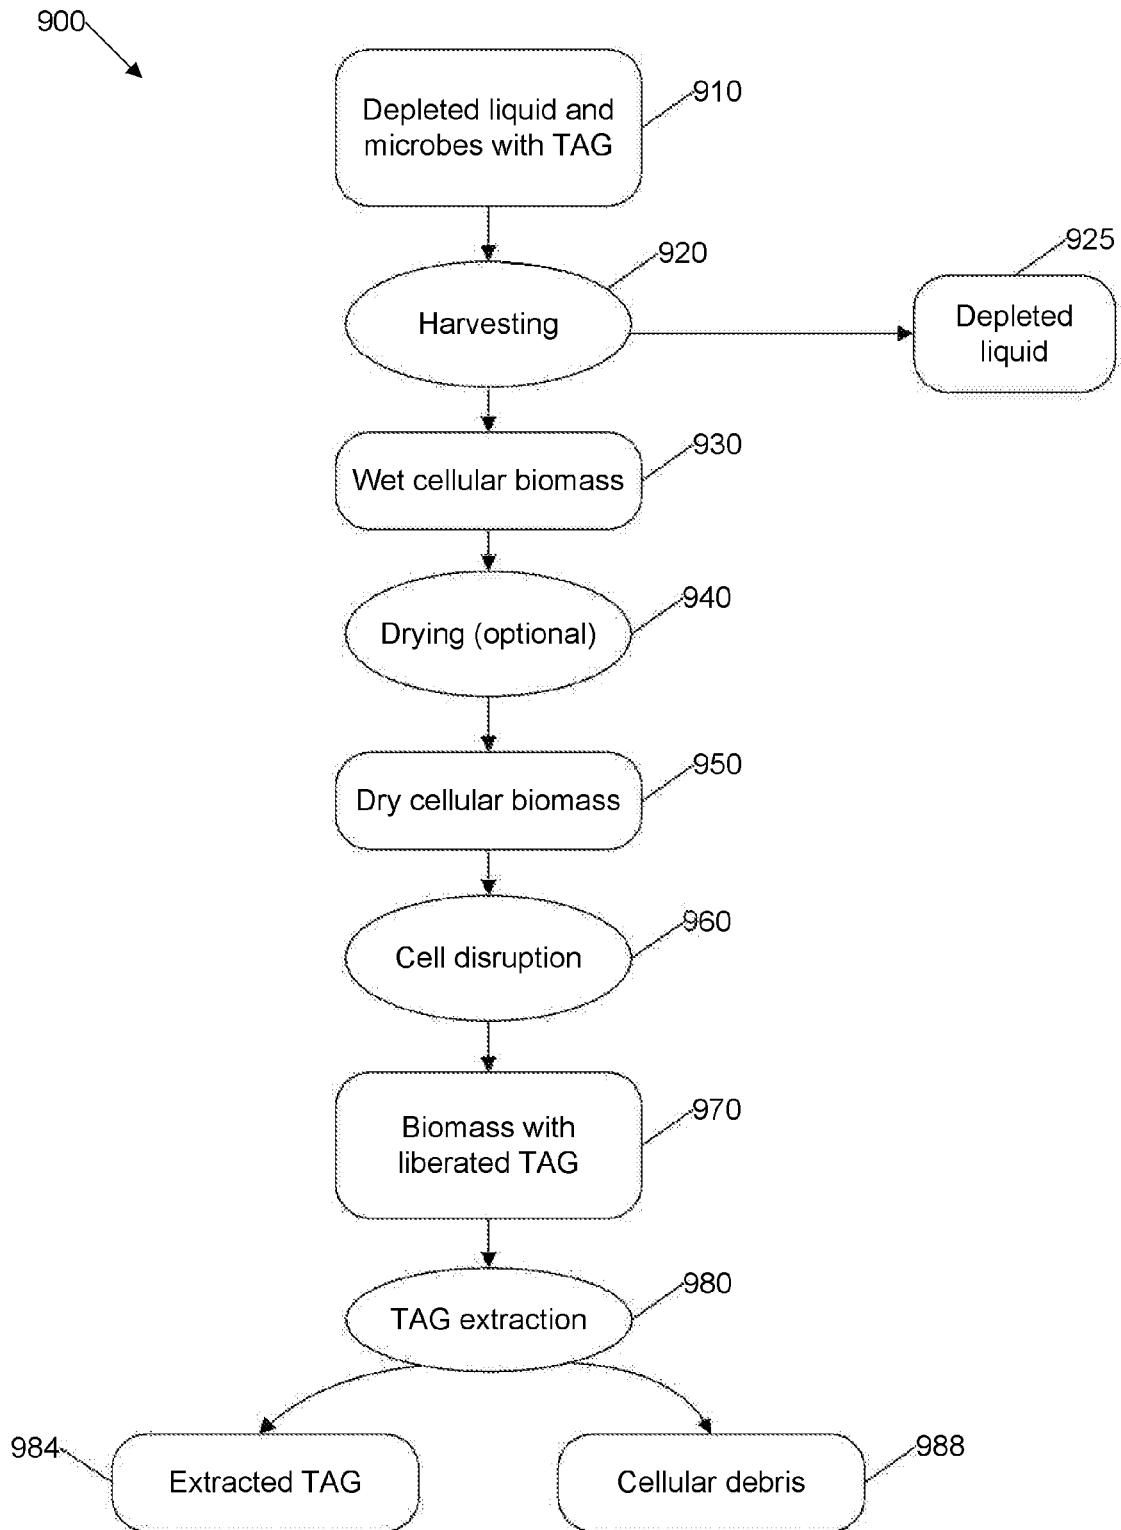 900
910
Depleted liquid and
microbes with TAG
920
925
Harvesting
Depleted
liquid
930
Wet cellular biomass
940
Drying (optional)
950
Dry cellular biomass
960
Cell disruption
970
Biomass with
liberated TAG
980
TAG extraction
984
988
Extracted TAG
Cellular debris